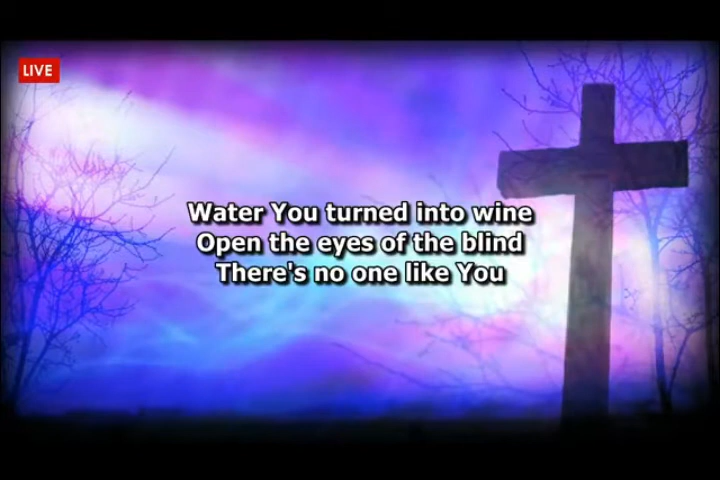 LIVE
Water You turned into wine
Open the eyes of the blind
There's no one like You